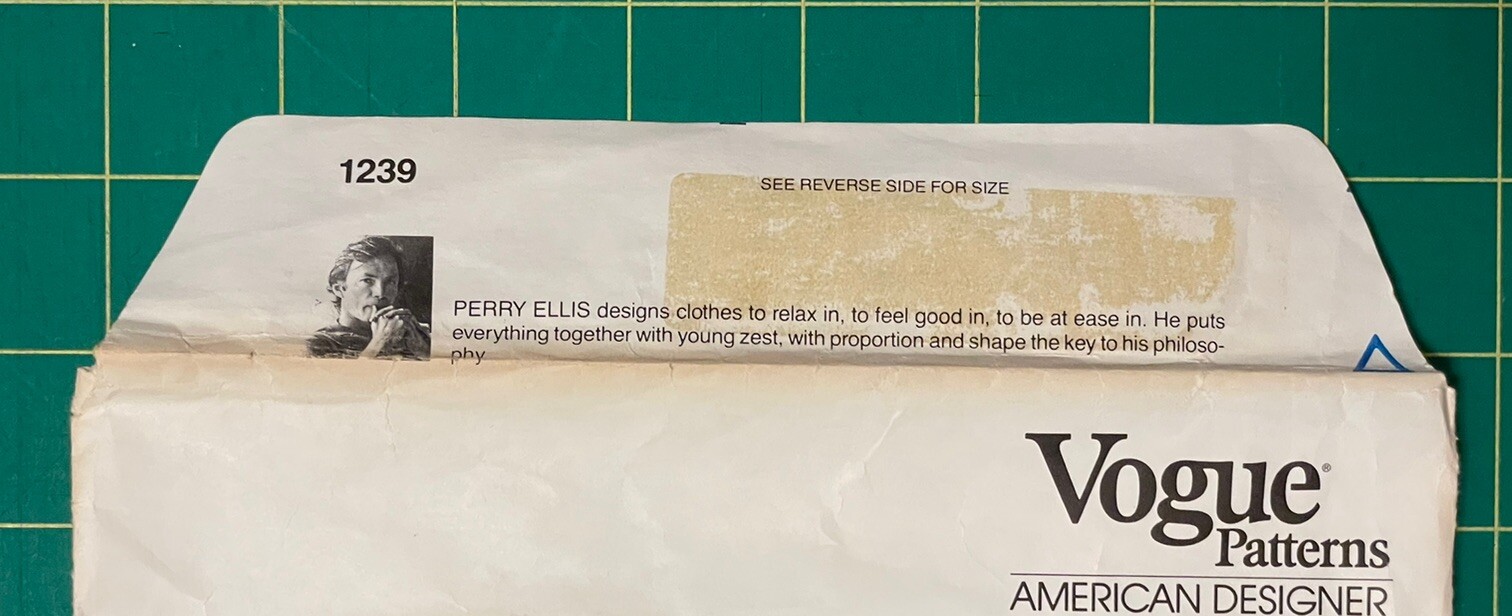 1239
SEE REVERSE SIDE FOR SIZE
PERRY ELLIS designs clothes to relax in, to feel good in, to be at ease in. He puts
everything together with young zest, with proportion and shape the key to his philoso-
phy
Vogue®
Patterns
AMERICAN DESIGNER